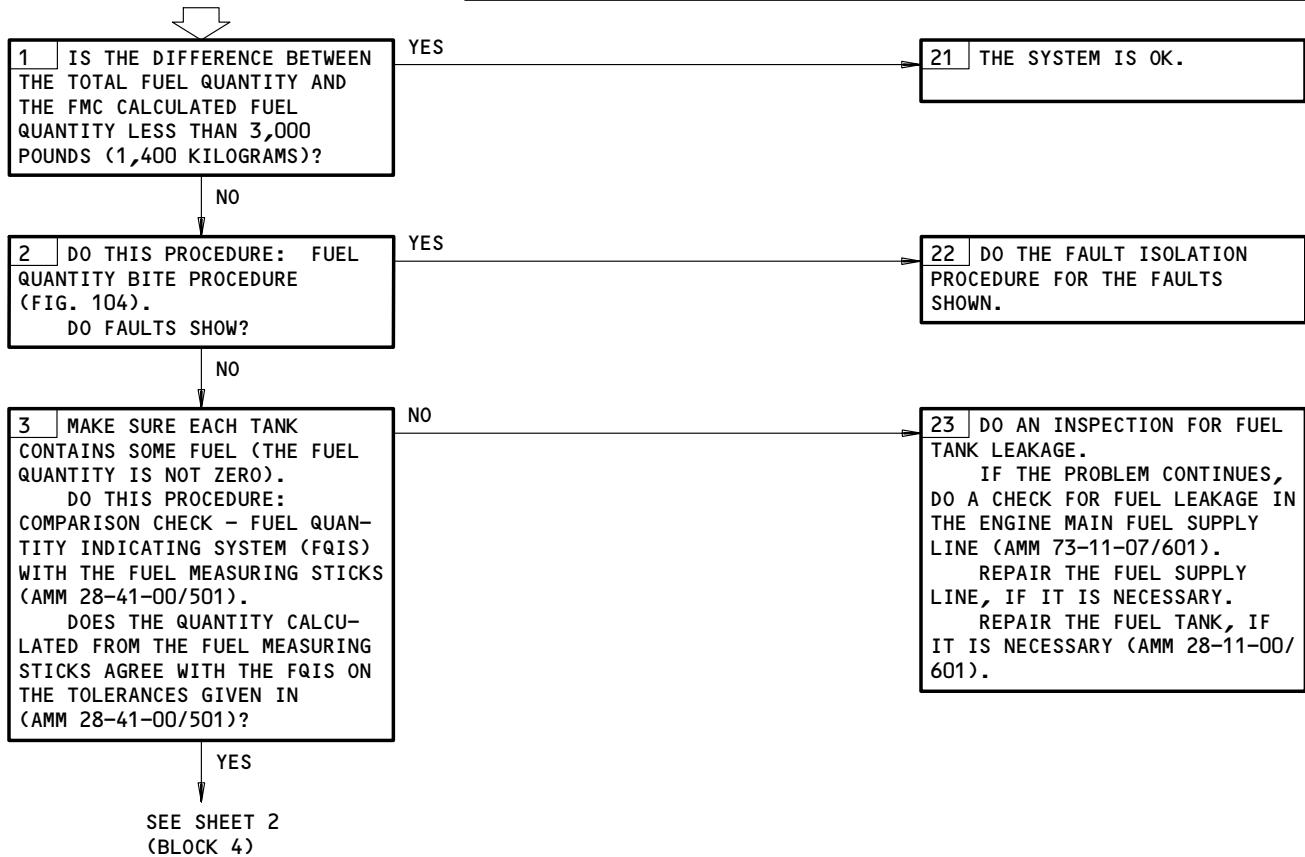 1 IS THE DIFFERENCE BETWEEN
THE TOTAL FUEL QUANTITY AND
THE FMC CALCULATED FUEL
QUANTITY LESS THAN 3,000
POUNDS (1,400 KILOGRAMS)?
YES
21 THE SYSTEM IS OK.
NO
2 DO THIS PROCEDURE: FUEL
QUANTITY BITE PROCEDURE
(FIG. 104).
DO FAULTS SHOW?
YES
22 DO THE FAULT ISOLATION
PROCEDURE FOR THE FAULTS
SHOWN.
NO
3 MAKE SURE EACH TANK
CONTAINS SOME FUEL (THE FUEL
QUANTITY IS NOT ZERO).
DO THIS PROCEDURE:
COMPARISON CHECK - FUEL QUAN-
TITY INDICATING SYSTEM (FQIS)
WITH THE FUEL MEASURING STICKS
(AMM 28-41-00/501).
DOES THE QUANTITY CALCU-
LATED FROM THE FUEL MEASURING
STICKS AGREE WITH THE FQIS ON
THE TOLERANCES GIVEN IN
(AMM 28-41-00/501)?
NO
23 DO AN INSPECTION FOR FUEL
TANK LEAKAGE.
IF THE PROBLEM CONTINUES,
DO A CHECK FOR FUEL LEAKAGE IN
THE ENGINE MAIN FUEL SUPPLY
LINE (AMM 73-11-07/601).
REPAIR THE FUEL SUPPLY
LINE, IF IT IS NECESSARY.
REPAIR THE FUEL TANK, IF
IT IS NECESSARY (AMM 28-11-00/
601).
YES
SEE SHEET 2
(BLOCK 4)